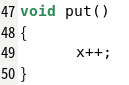 47 void put()
48 {
49       x++;
50 }